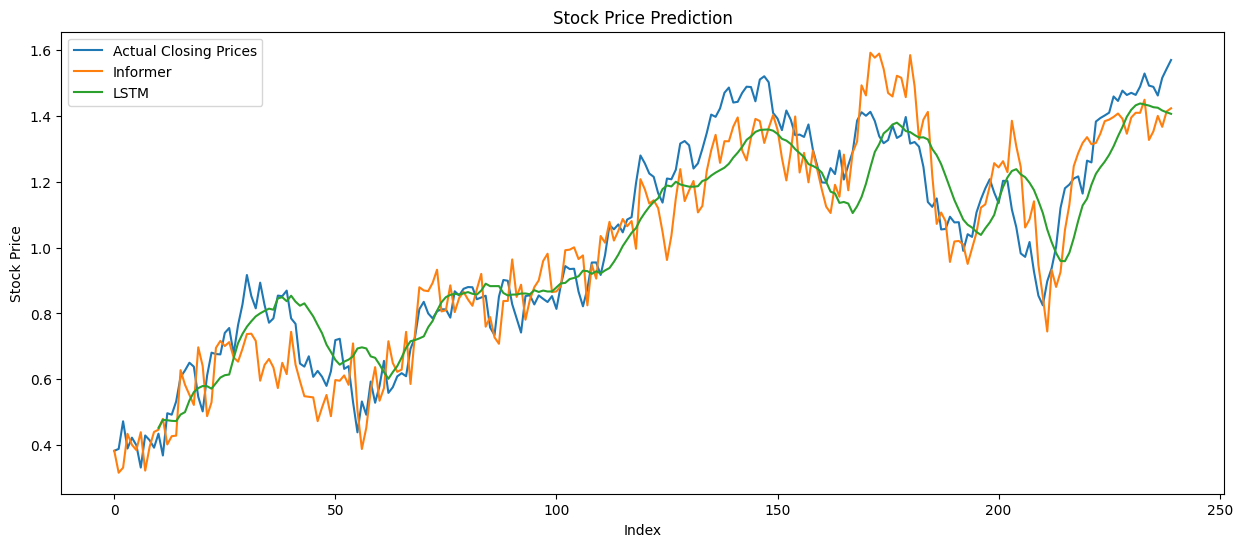 Stock Price Prediction
Actual Closing Prices
Informer
LSTM
Stock Price
1.6
1.4
1.2
1.0
0.8
0.6
0.4
0 50 100 150 200 250
Index